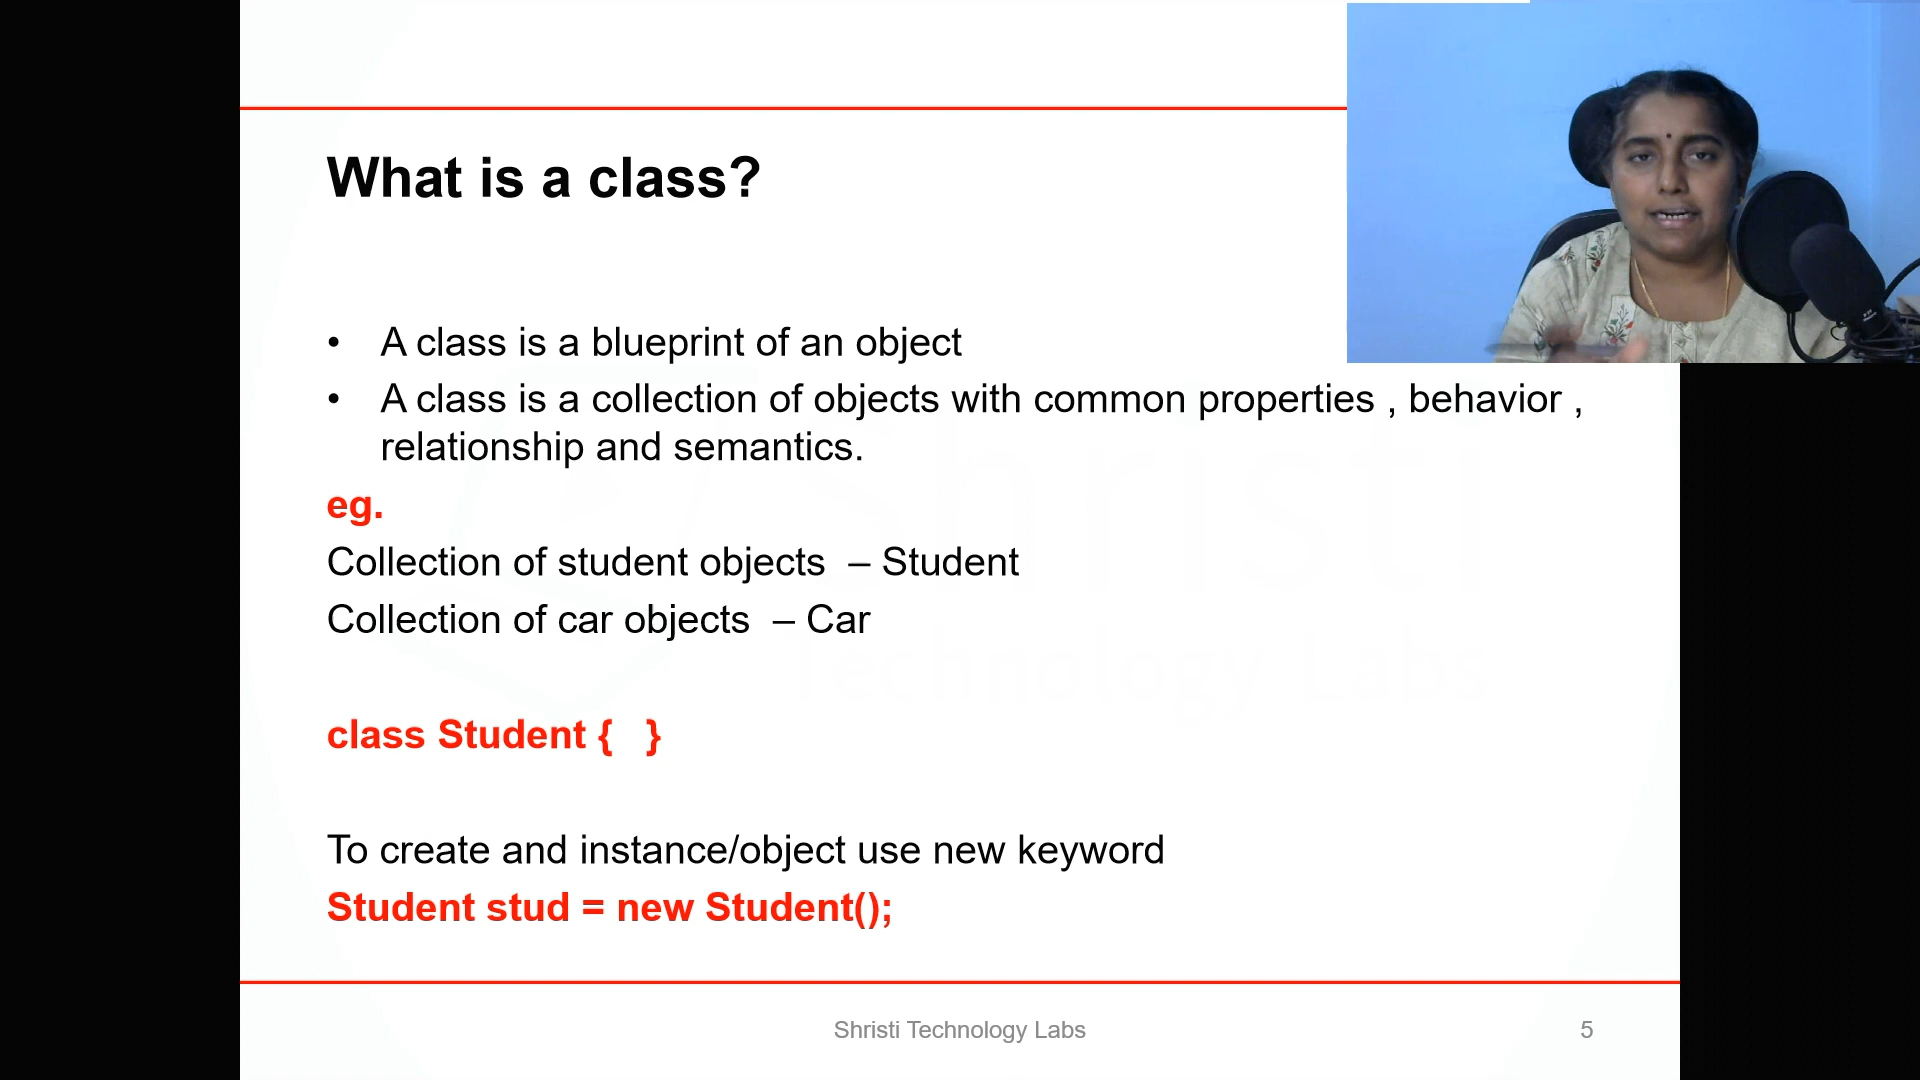 What is a class?
• A class is a blueprint of an object
• A class is a collection of objects with common properties , behavior ,
relationship and semantics.
eg.
Collection of student objects – Student
Collection of car objects – Car
class Student { }
To create and instance/object use new keyword
Student stud = new Student();
Shristi Technology Labs
5